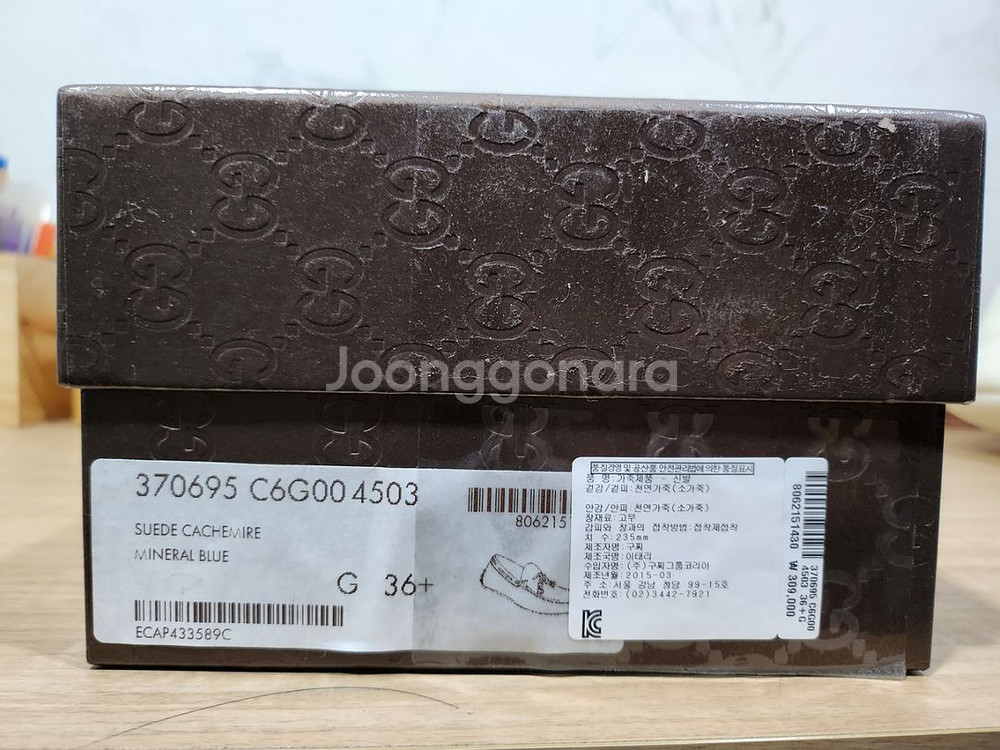 Joonggonara
370695 C6G00 4503
SUEDE CACHEMIRE
MINERAL BLUE
G 36+
ECAP433589C
8062151
품질경영 및 공산품 안전관리법에 의한 품질표시
품 명:가죽제품 - 신발
겉감/겉피:천연가죽(소가죽)
안감/안피:천연가죽(소가죽)
창재료:고무
갑피와 창과의 접착방법:접착제접착
치 수:235mm
제조자명:구찌
제조국명:이태리
수입자명:(주)구찌그룹코리아
제조년월:2015-03
주 소:서울 강남 청담 99-15호
전화번호:(02)3442-7921
8062151430
370695 C6G00
4503 36+G
₩ 309,000